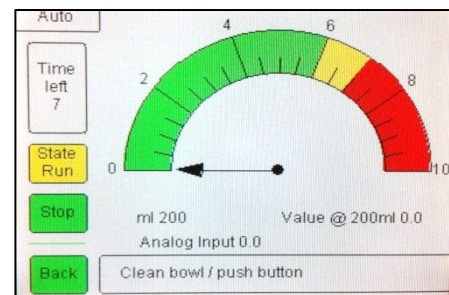 Auto
Time
left
7
State
Run
Stop
Back
0
2
4
6
8
10
ml 200
Value @ 200ml 0.0
Analog Input 0.0
Clean bowl / push button